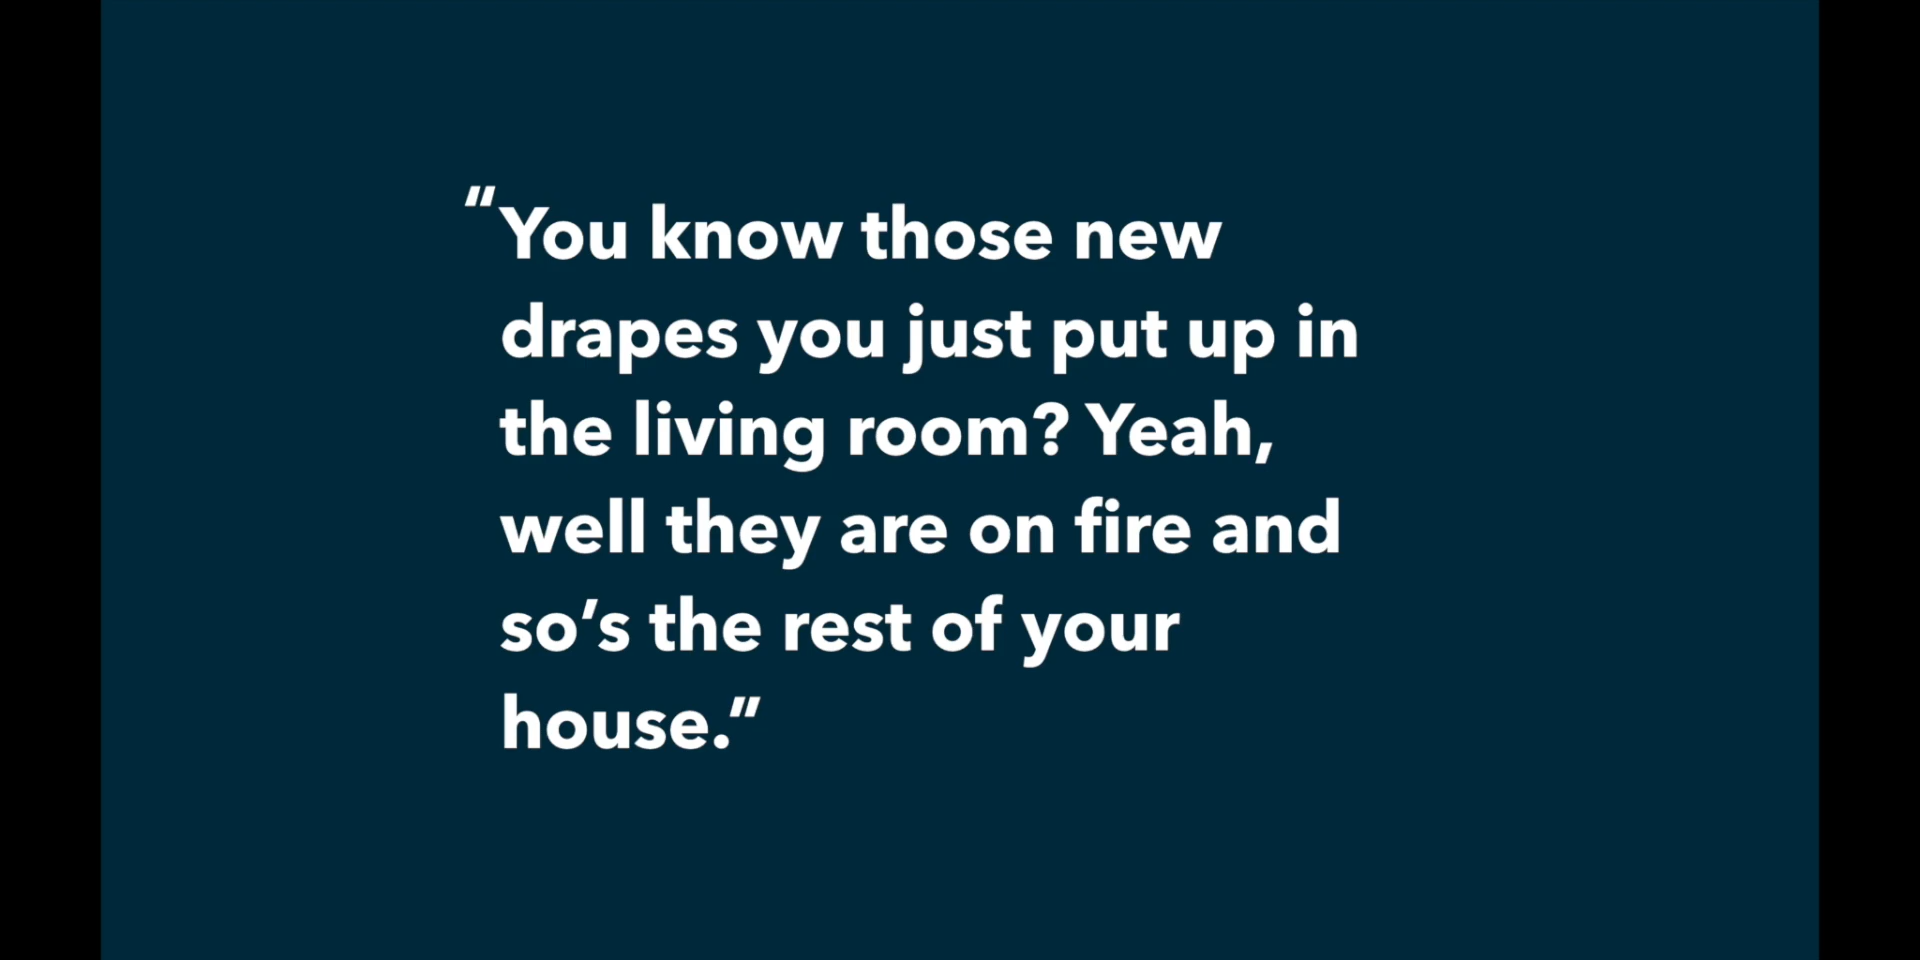 “You know those new
drapes you just put up in
the living room? Yeah,
well they are on fire and
so’s the rest of your
house.”